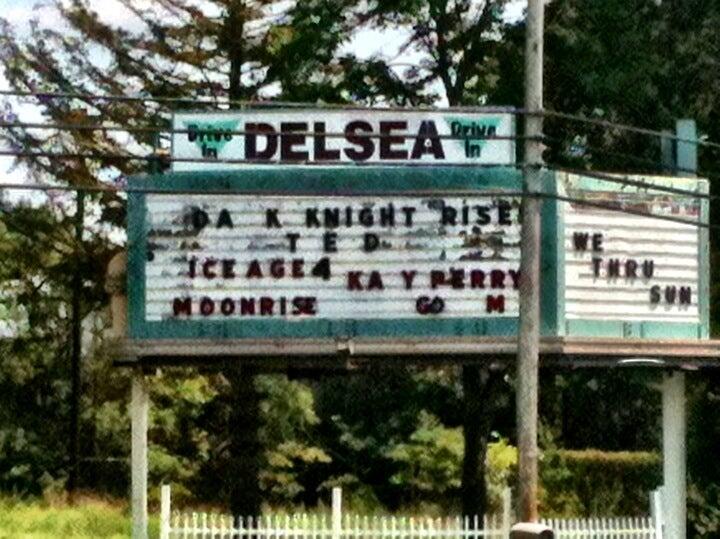 Drive In DELSEA Drive In
DA K KNIGHT RISE
TED
ICE AGE 4 KA Y PERRY
MOONRISE GO M
WE
THRU
SUN